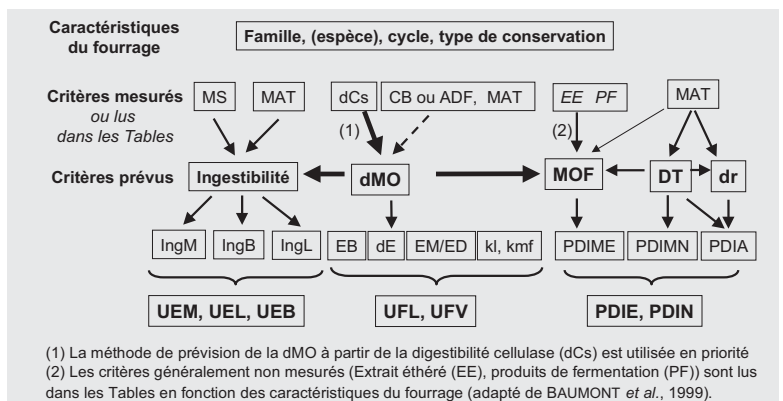 Caractéristiques
du fourrage
Famille, (espèce), cycle, type de conservation
Critères mesurés
ou lus
dans les Tables
MS MAT dCs CB ou ADF, MAT EE PF MAT
(1) (2)
Critères prévus Ingestibilité dMO MOF DT dr
IngM IngB IngL EB dE EM/ED kl, kmf PDIME PDIMN PDIA
UEM, UEL, UEB UFL, UFV PDIE, PDIN
(1) La méthode de prévision de la dMO à partir de la digestibilité cellulase (dCs) est utilisée en priorité
(2) Les critères généralement non mesurés (Extrait éthéré (EE), produits de fermentation (PF)) sont lus
dans les Tables en fonction des caractéristiques du fourrage (adapté de BAUMONT et al., 1999).